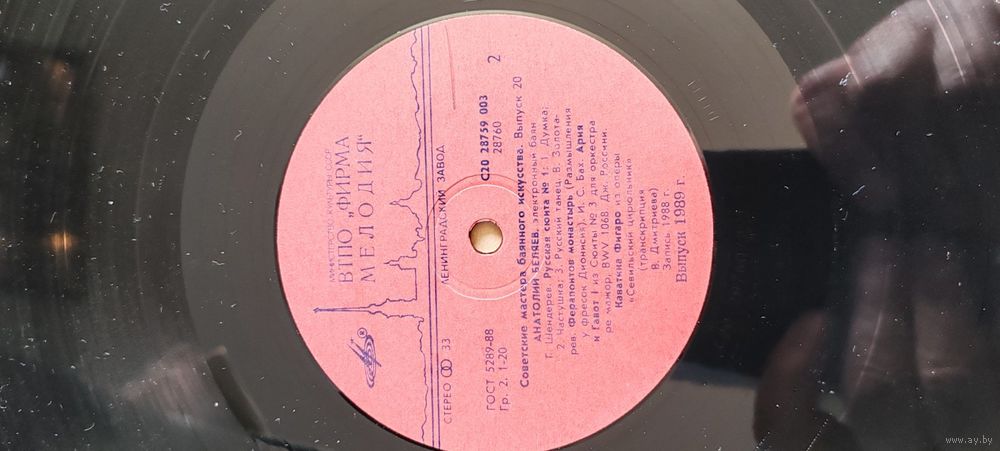 МИНИСТЕРСТВО КУЛЬТУРЫ СССР
ВТПО „ФИРМА
МЕЛОДИЯ“
СТЕРЕО 33
ЛЕНИНГРАДСКИЙ ЗАВОД
ГОСТ 5289-88
Гр. 2. 1-20
С20 28759 003
28760
2
Советские мастера баянного искусства. Выпуск 20
АНАТОЛИЙ БЕЛЯЕВ, электронный баян
Г. Шендерев. Русская сюита № 1: 1. Думка;
2. Частушка; 3. Русский танец. В. Золота-
рев. Ферапонтов монастырь (Размышления
у фресок Дионисия). И. С. Бах. Ария
и Гавот I из Сюиты № 3 для оркестра
ре мажор, BWV 1068. Дж. Россини.
Каватина Фигаро из оперы
«Севильский цирюльник»
(транскрипция
В. Дмитриева)
Запись 1988 г.
Выпуск 1989 г.
www.ay.by